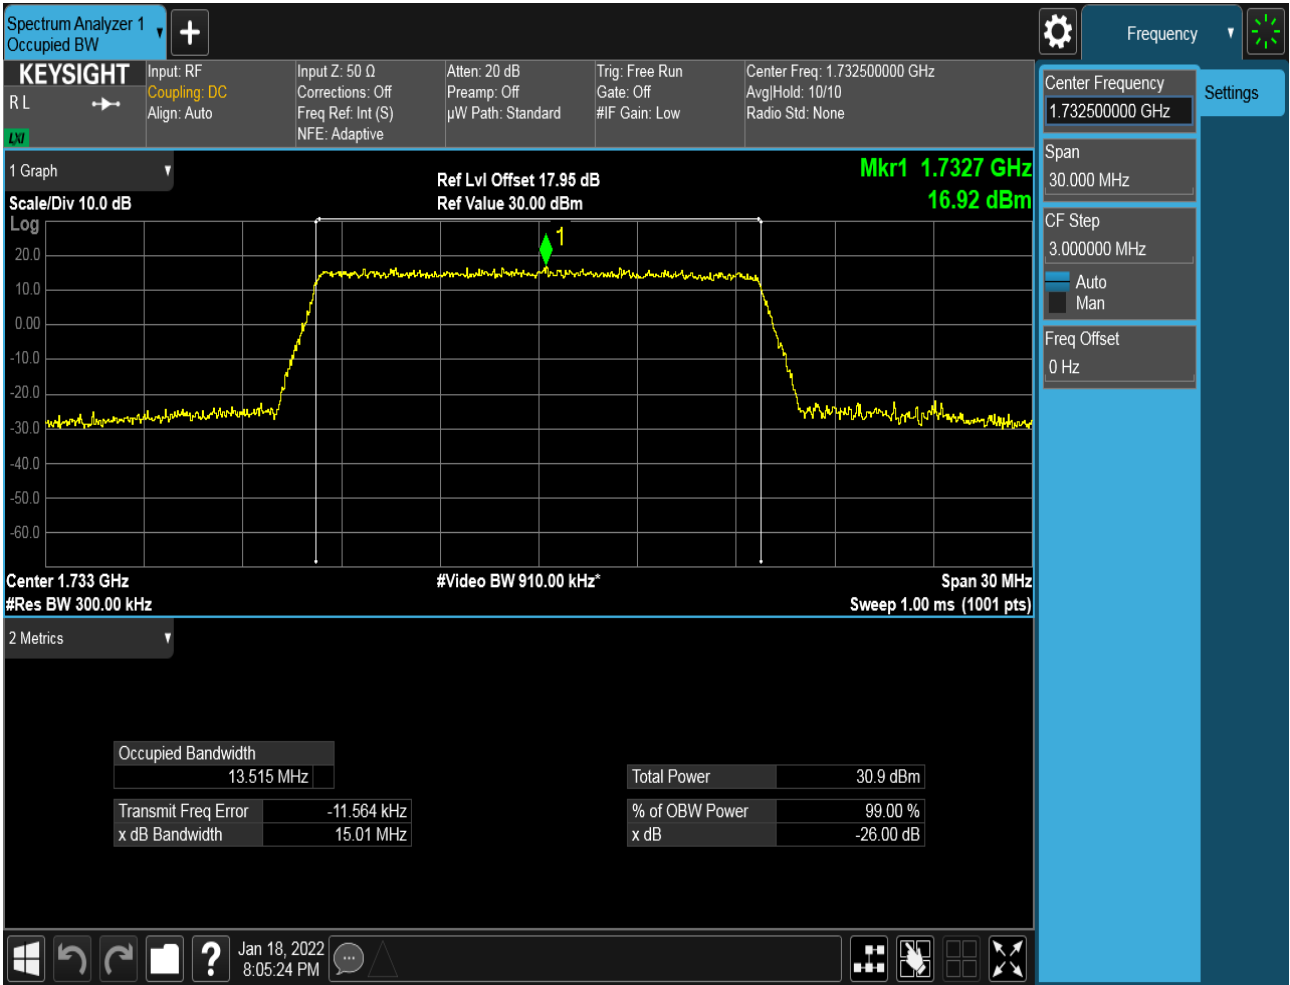 Spectrum Analyzer 1
Occupied BW
Frequency
KEYSIGHT
R L
LXI
Input: RF
Coupling: DC
Align: Auto
Input Z: 50 Ω
Corrections: Off
Freq Ref: Int (S)
NFE: Adaptive
Atten: 20 dB
Preamp: Off
µW Path: Standard
Trig: Free Run
Gate: Off
#IF Gain: Low
Center Freq: 1.732500000 GHz
Avg|Hold: 10/10
Radio Std: None
Center Frequency
1.732500000 GHz
Settings
Span
30.000 MHz
CF Step
3.000000 MHz
Auto
Man
Freq Offset
0 Hz
1 Graph
Ref Lvl Offset 17.95 dB
Mkr1 1.7327 GHz
Scale/Div 10.0 dB
Ref Value 30.00 dBm
16.92 dBm
Log
1
20.0
10.0
0.00
-10.0
-20.0
-30.0
-40.0
-50.0
-60.0
Center 1.733 GHz
#Video BW 910.00 kHz*
Span 30 MHz
#Res BW 300.00 kHz
Sweep 1.00 ms (1001 pts)
2 Metrics
Occupied Bandwidth
13.515 MHz
Total Power 30.9 dBm
Transmit Freq Error -11.564 kHz
% of OBW Power 99.00 %
x dB Bandwidth 15.01 MHz
x dB -26.00 dB
?
Jan 18, 2022
8:05:24 PM